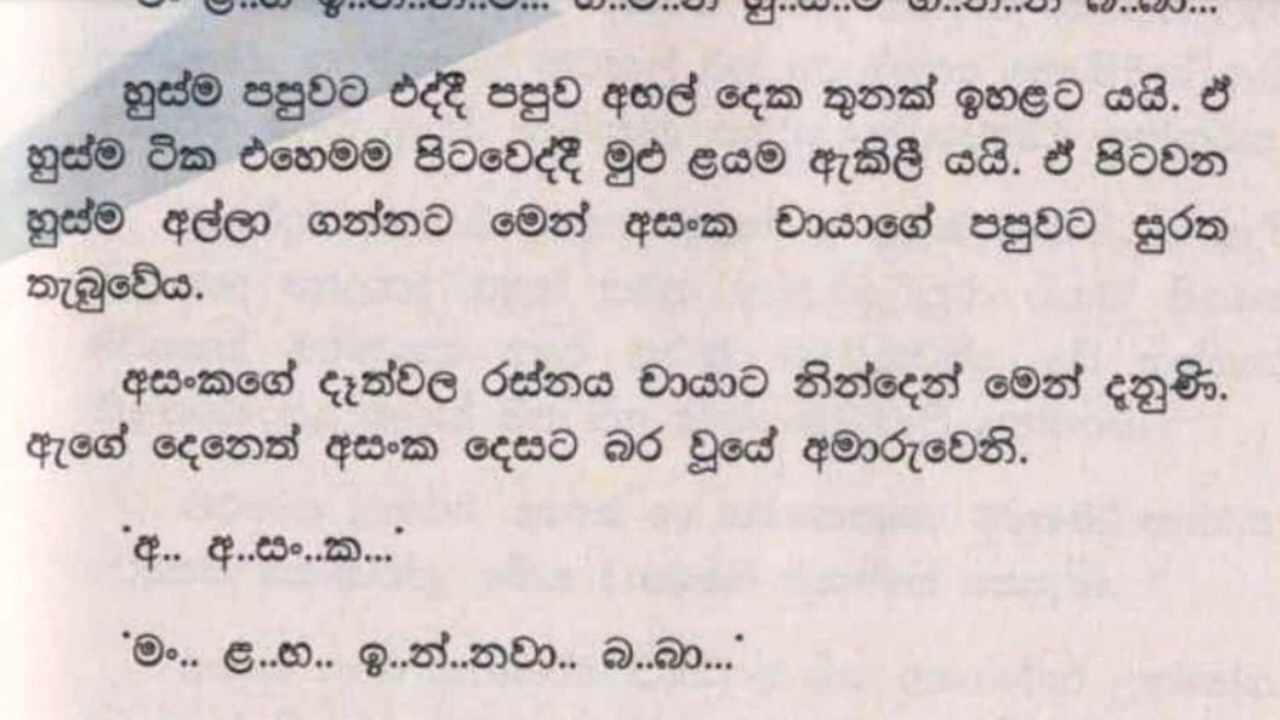 හුස්ම පපුවට එද්දී පපුව අඟල් දෙක තුනක් ඉහළට යයි. ඒ
හුස්ම ටික එහෙමම පිටවෙද්දී මුළු ළයම ඇකිලී යයි. ඒ පිටවන
හුස්ම අල්ලා ගන්නට මෙන් අසංක චායාගේ පපුවට සුරත
තැබුවේය.
අසංකගේ දෑත්වල රස්නය චායාට නින්දෙන් මෙන් දැනුණි.
ඇගේ දෙනෙත් අසංක දෙසට බර වූයේ අමාරුවෙනි.
'අ.. අ..සං..ක...'
'මං.. ළ..ඟ.. ඉ..න්..නවා.. බ..බා...'